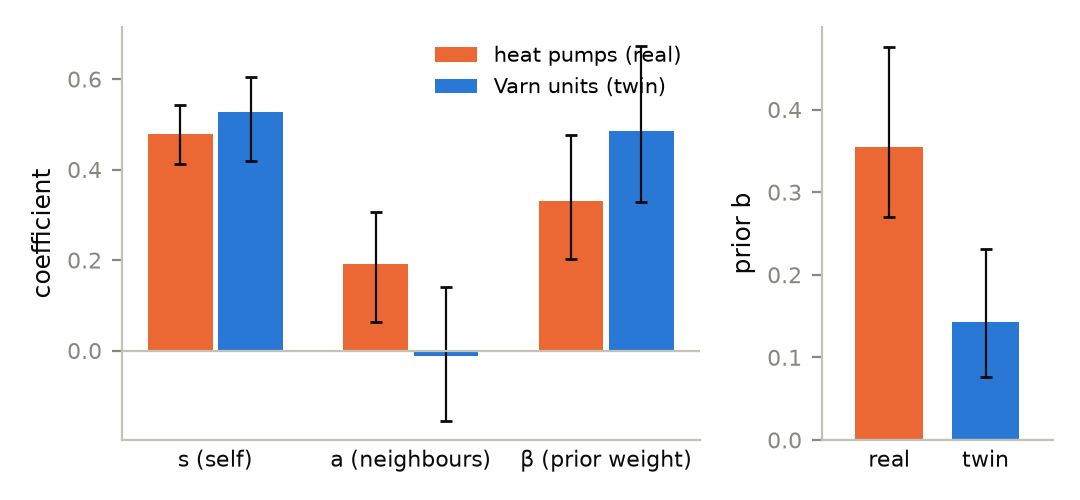 heat pumps (real)
Varn units (twin)
coefficient
0.6
0.4
0.2
0.0
s (self)
a (neighbours)
β (prior weight)
prior b
0.4
0.3
0.2
0.1
0.0
real
twin